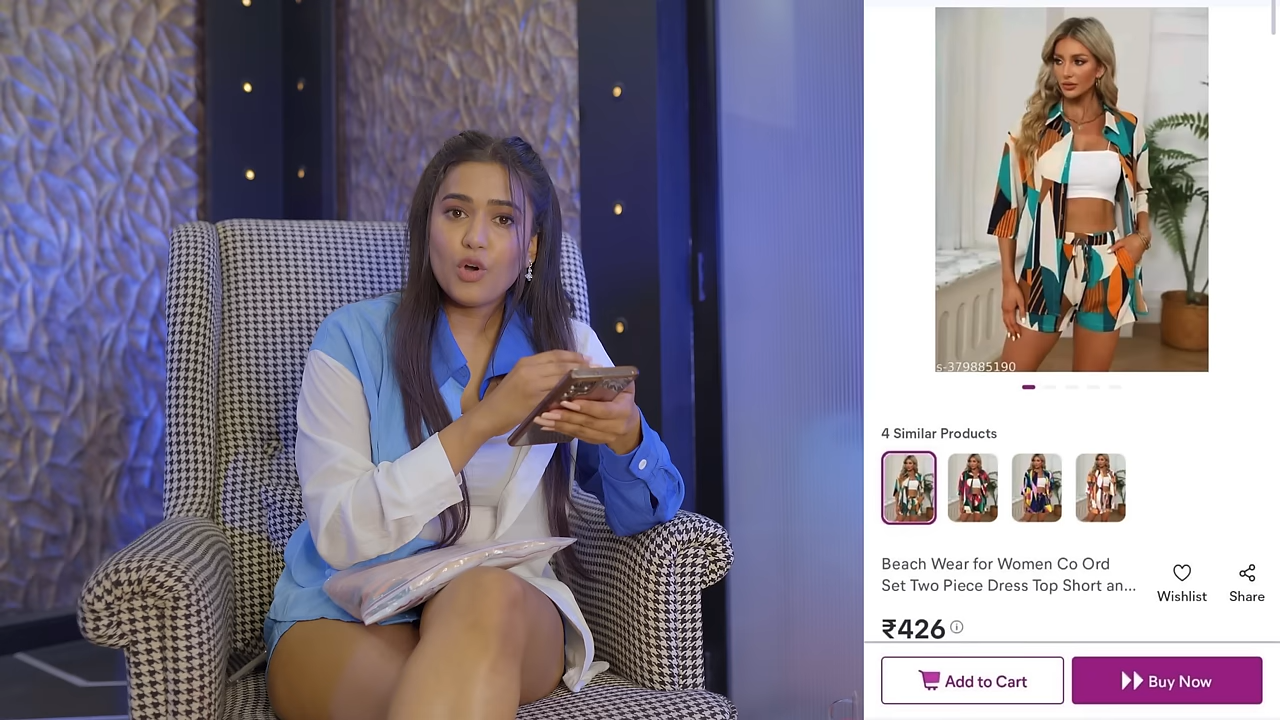 s-379885190
4 Similar Products
Beach Wear for Women Co Ord
Set Two Piece Dress Top Short an...
Wishlist
Share
₹426
Add to Cart
Buy Now